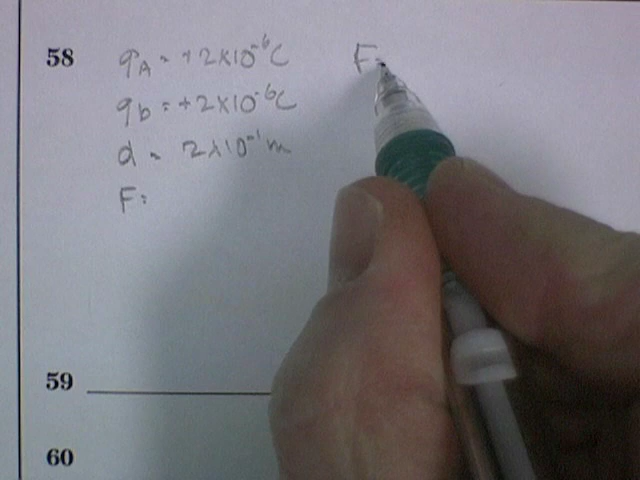 58 qA = +2x10⁻⁶C F=
qb = +2x10⁻⁶C
d = 2x10⁻¹m
F=
59
60